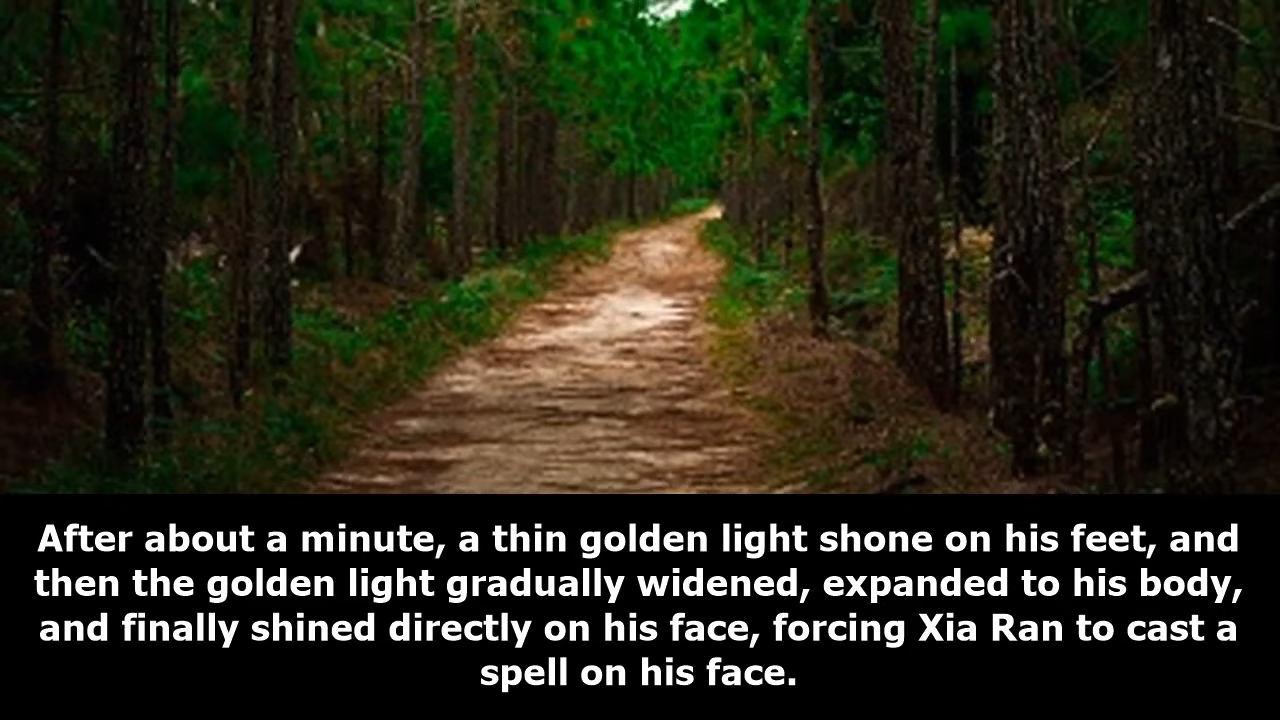 After about a minute, a thin golden light shone on his feet, and
then the golden light gradually widened, expanded to his body,
and finally shined directly on his face, forcing Xia Ran to cast a
spell on his face.